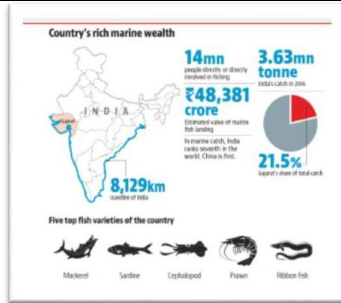 Country's rich marine wealth
14mn
people directly or directly
involved in fishing
3.63mn
tonne
India's catch in 2016
₹48,381
crore
Estimated value of marine
fish landing
In marine catch, India
ranks seventh in the
world. China is first.
INDIA
Gujarat
21.5%
Gujarat's share of total catch
8,129km
coastline of India
Five top fish varieties of the country
Mackerel
Sardine
Cephalopod
Prawn
Ribbon fish